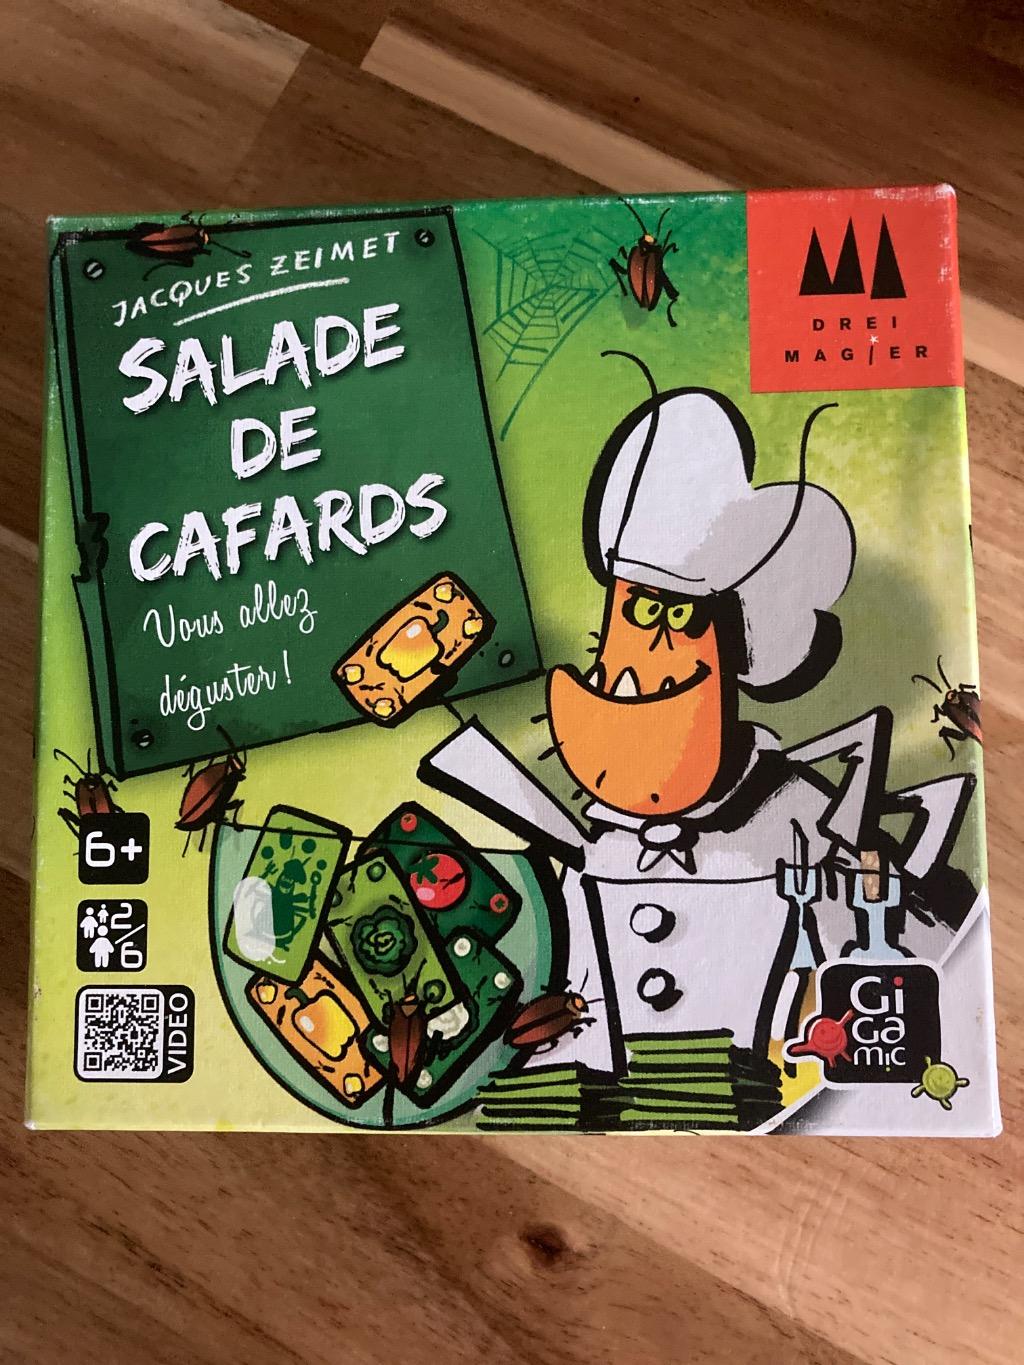 JACQUES ZEIMET
SALADE
DE
CAFARDS
Vous allez
déguster!
DREI
MAGIER
6+
2/6
VIDEO
Gi
GA
mic